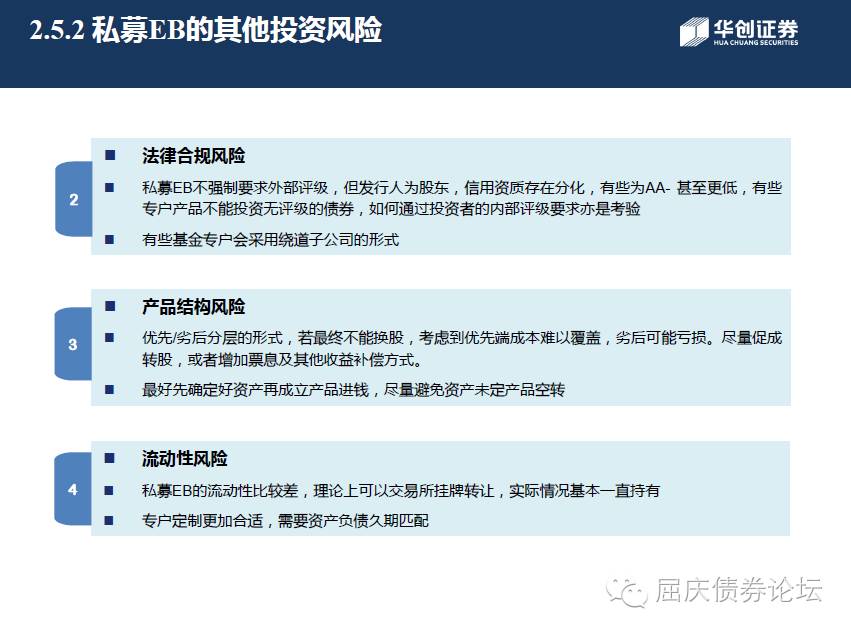 2.5.2 私募EB的其他投资风险
华创证券
HUA CHUANG SECURITIES
2
■ 法律合规风险
■ 私募EB不强制要求外部评级，但发行人为股东，信用资质存在分化，有些为AA- 甚至更低，有些
专户产品不能投资无评级的债券，如何通过投资者的内部评级要求亦是考验
■ 有些基金专户会采用绕道子公司的形式
3
■ 产品结构风险
■ 优先/劣后分层的形式，若最终不能换股，考虑到优先端成本难以覆盖，劣后可能亏损。尽量促成
转股，或者增加票息及其他收益补偿方式。
■ 最好先确定好资产再成立产品进钱，尽量避免资产未定产品空转
4
■ 流动性风险
■ 私募EB的流动性比较差，理论上可以交易所挂牌转让，实际情况基本一直持有
■ 专户定制更加合适，需要资产负债久期匹配
屈庆债券论坛